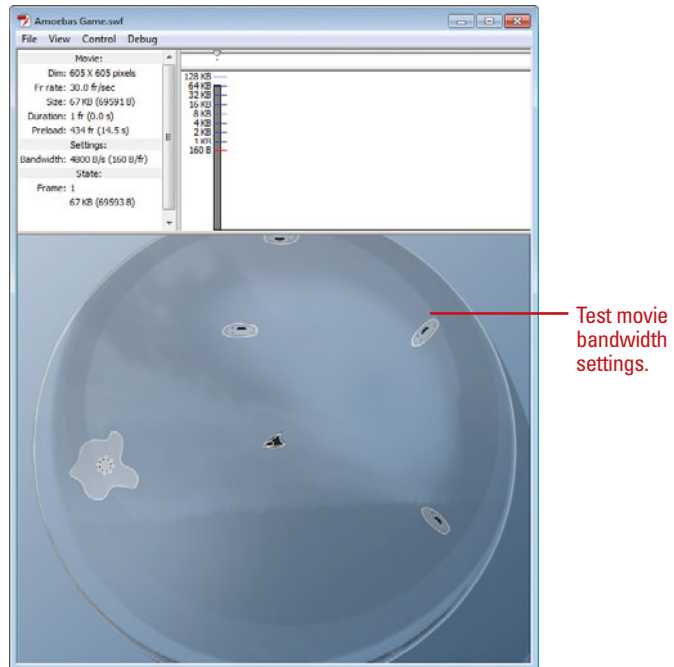 Amoebas Game.swf
File View Control Debug
Movie:
Dim: 605 X 605 pixels
Fr rate: 30.0 fr/sec
Size: 67 KB (69591 B)
Duration: 1 fr (0.0 s)
Preload: 434 fr (14.5 s)
Settings:
Bandwidth: 4800 B/s (160 B/fr)
State:
Frame: 1
67 KB (69593 B)
128 KB
64 KB
32 KB
16 KB
8 KB
4 KB
2 KB
1 KB
160 B
Test movie
bandwidth
settings.